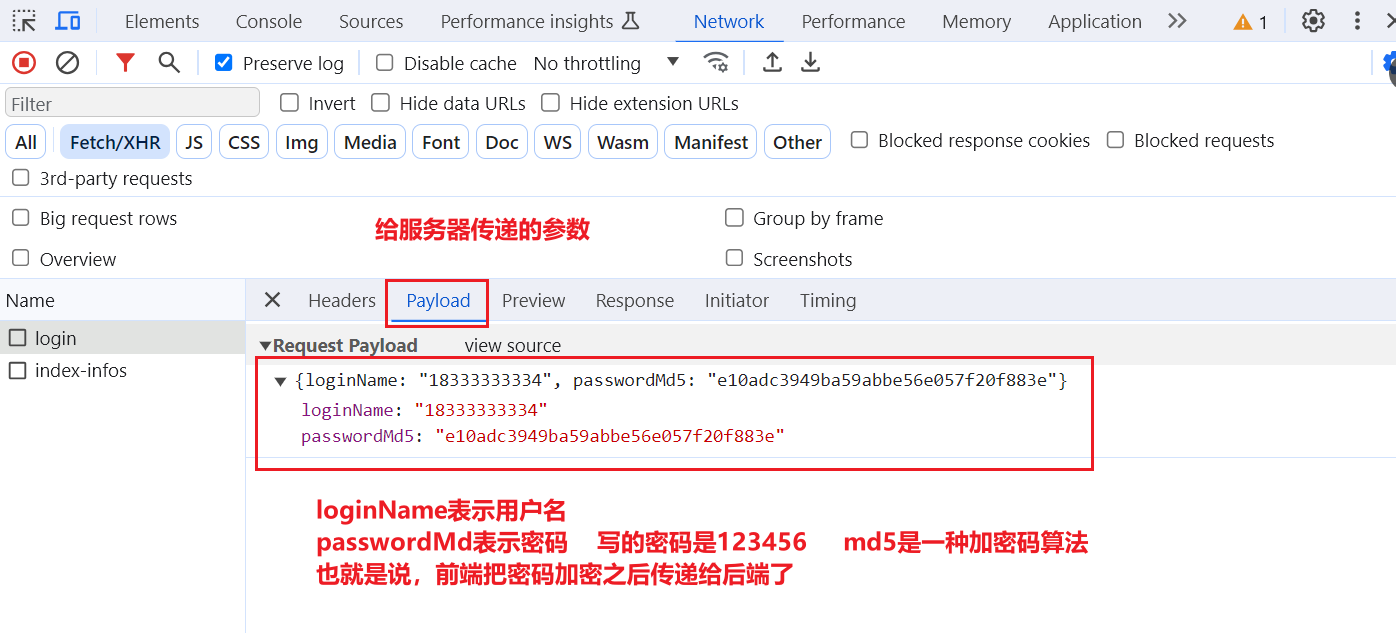 Elements Console Sources Performance insights Network Performance Memory Application 1
Preserve log Disable cache No throttling
Filter Invert Hide data URLs Hide extension URLs
All Fetch/XHR JS CSS Img Media Font Doc WS Wasm Manifest Other Blocked response cookies Blocked requests
3rd-party requests
Big request rows 给服务器传递的参数 Group by frame
Overview Screenshots
Name Headers Payload Preview Response Initiator Timing
login ▼Request Payload view source
index-infos ▼ {loginName: "18333333334", passwordMd5: "e10adc3949ba59abbe56e057f20f883e"}
loginName: "18333333334"
passwordMd5: "e10adc3949ba59abbe56e057f20f883e"
loginName表示用户名
passwordMd表示密码 写的密码是123456 md5是一种加密码算法
也就是说，前端把密码加密之后传递给后端了